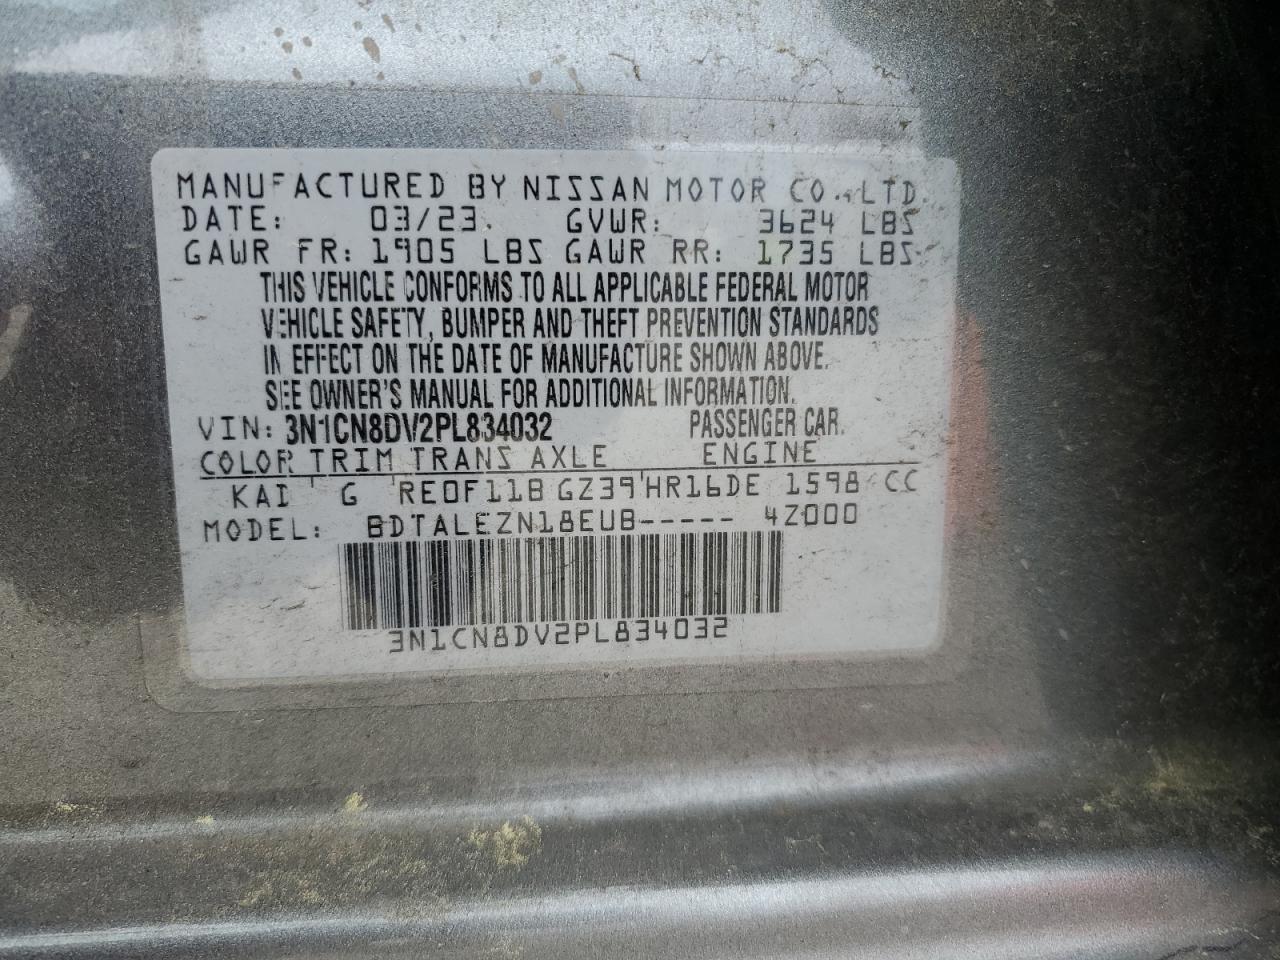 MANUFACTURED BY NISSAN MOTOR CO., LTD.
DATE: 03/23 GVWR: 3624 LBS
GAWR FR: 1905 LBS GAWR RR: 1735 LBS
THIS VEHICLE CONFORMS TO ALL APPLICABLE FEDERAL MOTOR
VEHICLE SAFETY, BUMPER AND THEFT PREVENTION STANDARDS
IN EFFECT ON THE DATE OF MANUFACTURE SHOWN ABOVE.
SEE OWNER'S MANUAL FOR ADDITIONAL INFORMATION.
VIN: 3N1CN8DV2PL834032 PASSENGER CAR
COLOR TRIM TRANS AXLE ENGINE
KAD G RE0F11B GZ39 HR16DE 1598 CC
MODEL: BDTALEZN18EUB----- 4Z000
3N1CN8DV2PL834032